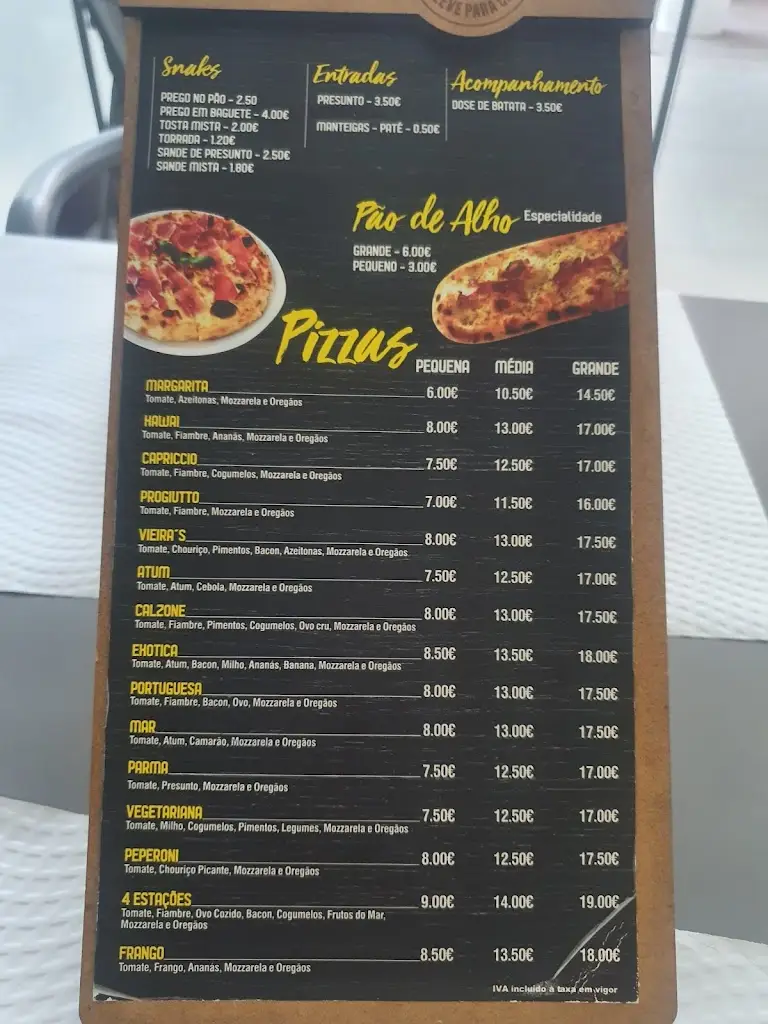 LEVE PARA
Snaks
PREGO NO PÃO - 2.50
PREGO EM BAGUETE - 4.00€
TOSTA MISTA - 2.00€
TORRADA - 1.20€
SANDE DE PRESUNTO - 2.50€
SANDE MISTA - 1.80€
Entradas
PRESUNTO - 3.50€
MANTEIGAS - PATÉ - 0.50€
Acompanhamento
DOSE DE BATATA - 3.50€
Pão de Alho Especialidade
GRANDE - 6.00€
PEQUENO - 3.00€
Pizzas
PEQUENA MÉDIA GRANDE
MARGARITA 6.00€ 10.50€ 14.50€
Tomate, Azeitonas, Mozzarela e Oregãos
HAWAI 8.00€ 13.00€ 17.00€
Tomate, Fiambre, Ananás, Mozzarela e Oregãos
CAPRICCIO 7.50€ 12.50€ 17.00€
Tomate, Fiambre, Cogumelos, Mozzarela e Oregãos
PROGIUTTO 7.00€ 11.50€ 16.00€
Tomate, Fiambre, Mozzarela e Oregãos
VIEIRA´S 8.00€ 13.00€ 17.50€
Tomate, Chouriço, Pimentos, Bacon, Azeitonas, Mozzarela e Oregãos
ATUM 7.50€ 12.50€ 17.00€
Tomate, Atum, Cebola, Mozzarela e Oregãos
CALZONE 8.00€ 13.00€ 17.50€
Tomate, Fiambre, Pimentos, Cogumelos, Ovo cru, Mozzarela e Oregãos
EXOTICA 8.50€ 13.50€ 18.00€
Tomate, Atum, Bacon, Milho, Ananás, Banana, Mozzarela e Oregãos
PORTUGUESA 8.00€ 13.00€ 17.50€
Tomate, Fiambre, Bacon, Ovo, Mozzarela e Oregãos
MAR 8.00€ 13.00€ 17.50€
Tomate, Atum, Camarão, Mozzarela e Oregãos
PARMA 7.50€ 12.50€ 17.00€
Tomate, Presunto, Mozzarela e Oregãos
VEGETARIANA 7.50€ 12.50€ 17.00€
Tomate, Milho, Cogumelos, Pimentos, Legumes, Mozzarela e Oregãos
PEPERONI 8.00€ 12.50€ 17.50€
Tomate, Chouriço Picante, Mozzarela e Oregãos
4 ESTAÇÕES 9.00€ 14.00€ 19.00€
Tomate, Fiambre, Ovo Cozido, Bacon, Cogumelos, Frutos do Mar,
Mozzarela e Oregãos
FRANGO 8.50€ 13.50€ 18.00€
Tomate, Frango, Ananás, Mozzarela e Oregãos
IVA incluído à taxa em vigor